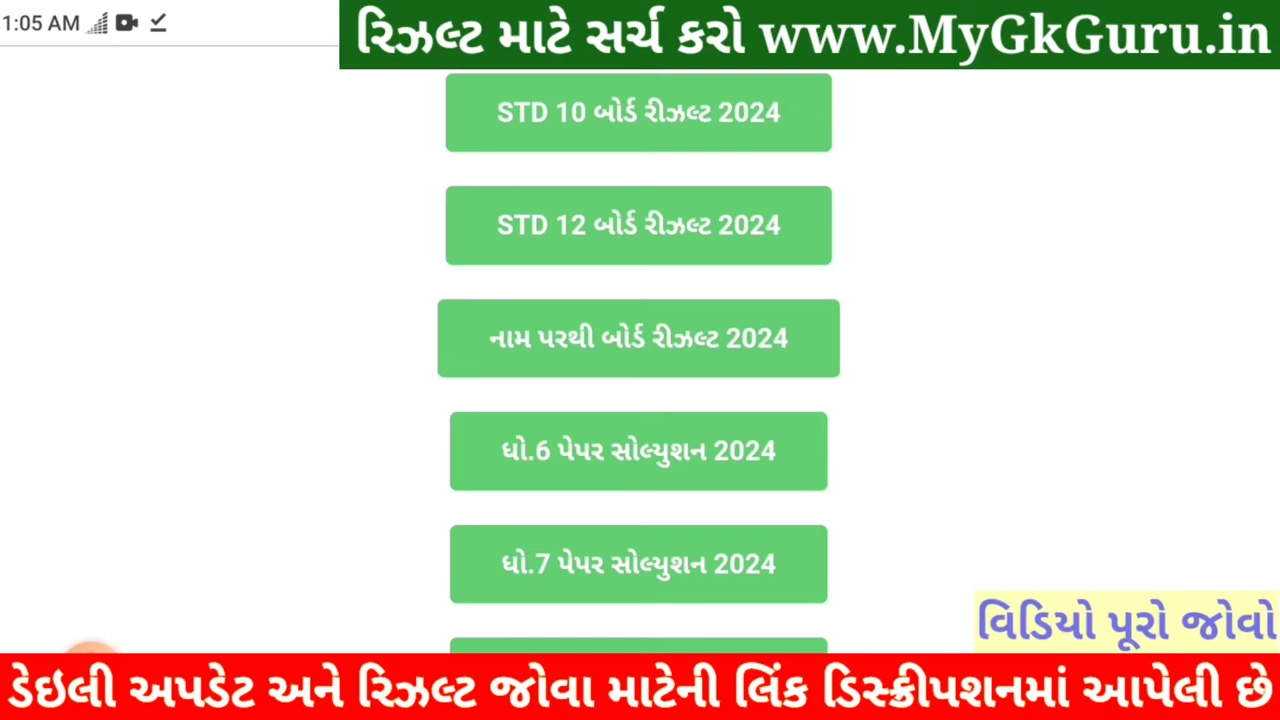 1:05 AM
રિઝલ્ટ માટે સર્ચ કરો www.MyGkGuru.in
STD 10 બોર્ડ રીઝલ્ટ 2024
STD 12 બોર્ડ રીઝલ્ટ 2024
નામ પરથી બોર્ડ રીઝલ્ટ 2024
ધો.6 પેપર સોલ્યુશન 2024
ધો.7 પેપર સોલ્યુશન 2024
વિડિયો પૂરો જોવો
ડેઇલી અપડેટ અને રિઝલ્ટ જોવા માટેની લિંક ડિસ્ક્રીપશનમાં આપેલી છે